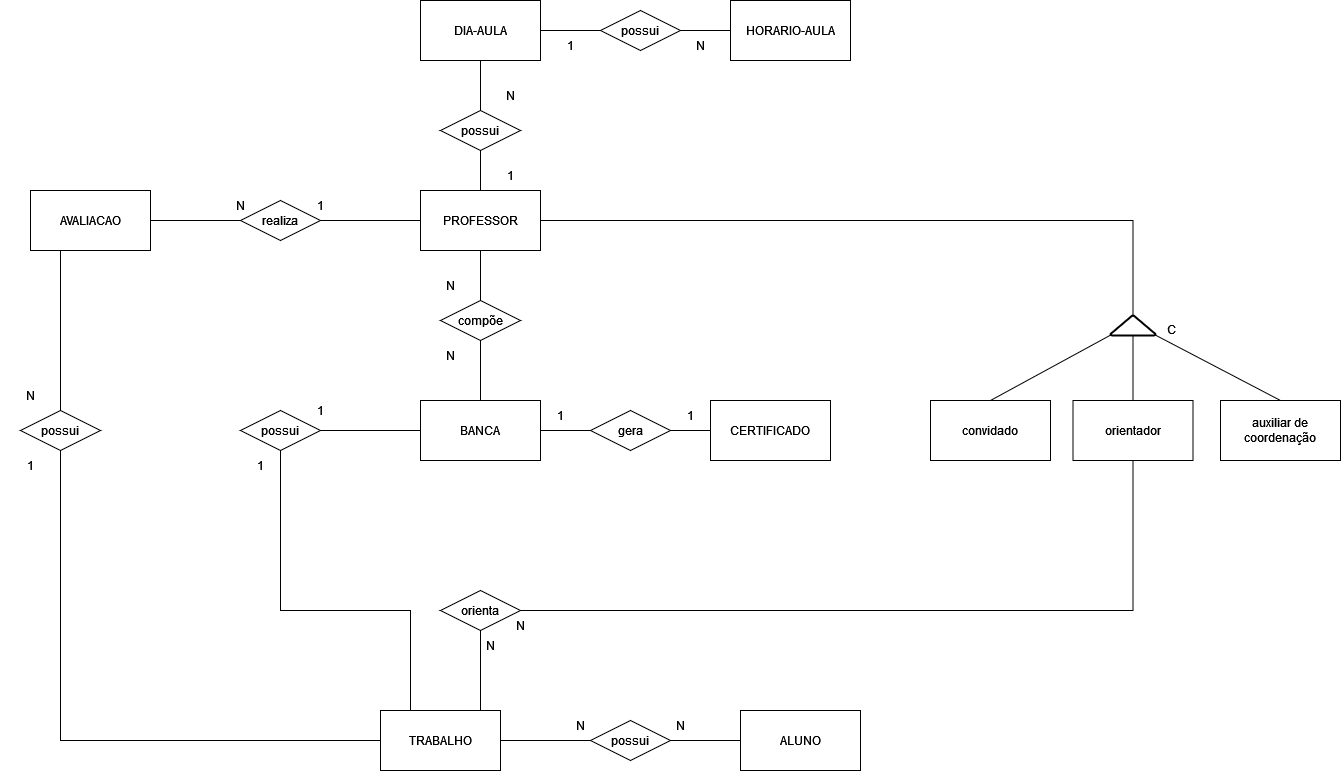 DIA-AULA
possui
HORARIO-AULA
1
N
N
possui
1
AVALIACAO
N
realiza
1
PROFESSOR
N
compõe
N
C
N
possui
1
possui
1
1
BANCA
1
gera
1
CERTIFICADO
convidado
orientador
auxiliar de
coordenação
orienta
N
N
TRABALHO
N
possui
N
ALUNO